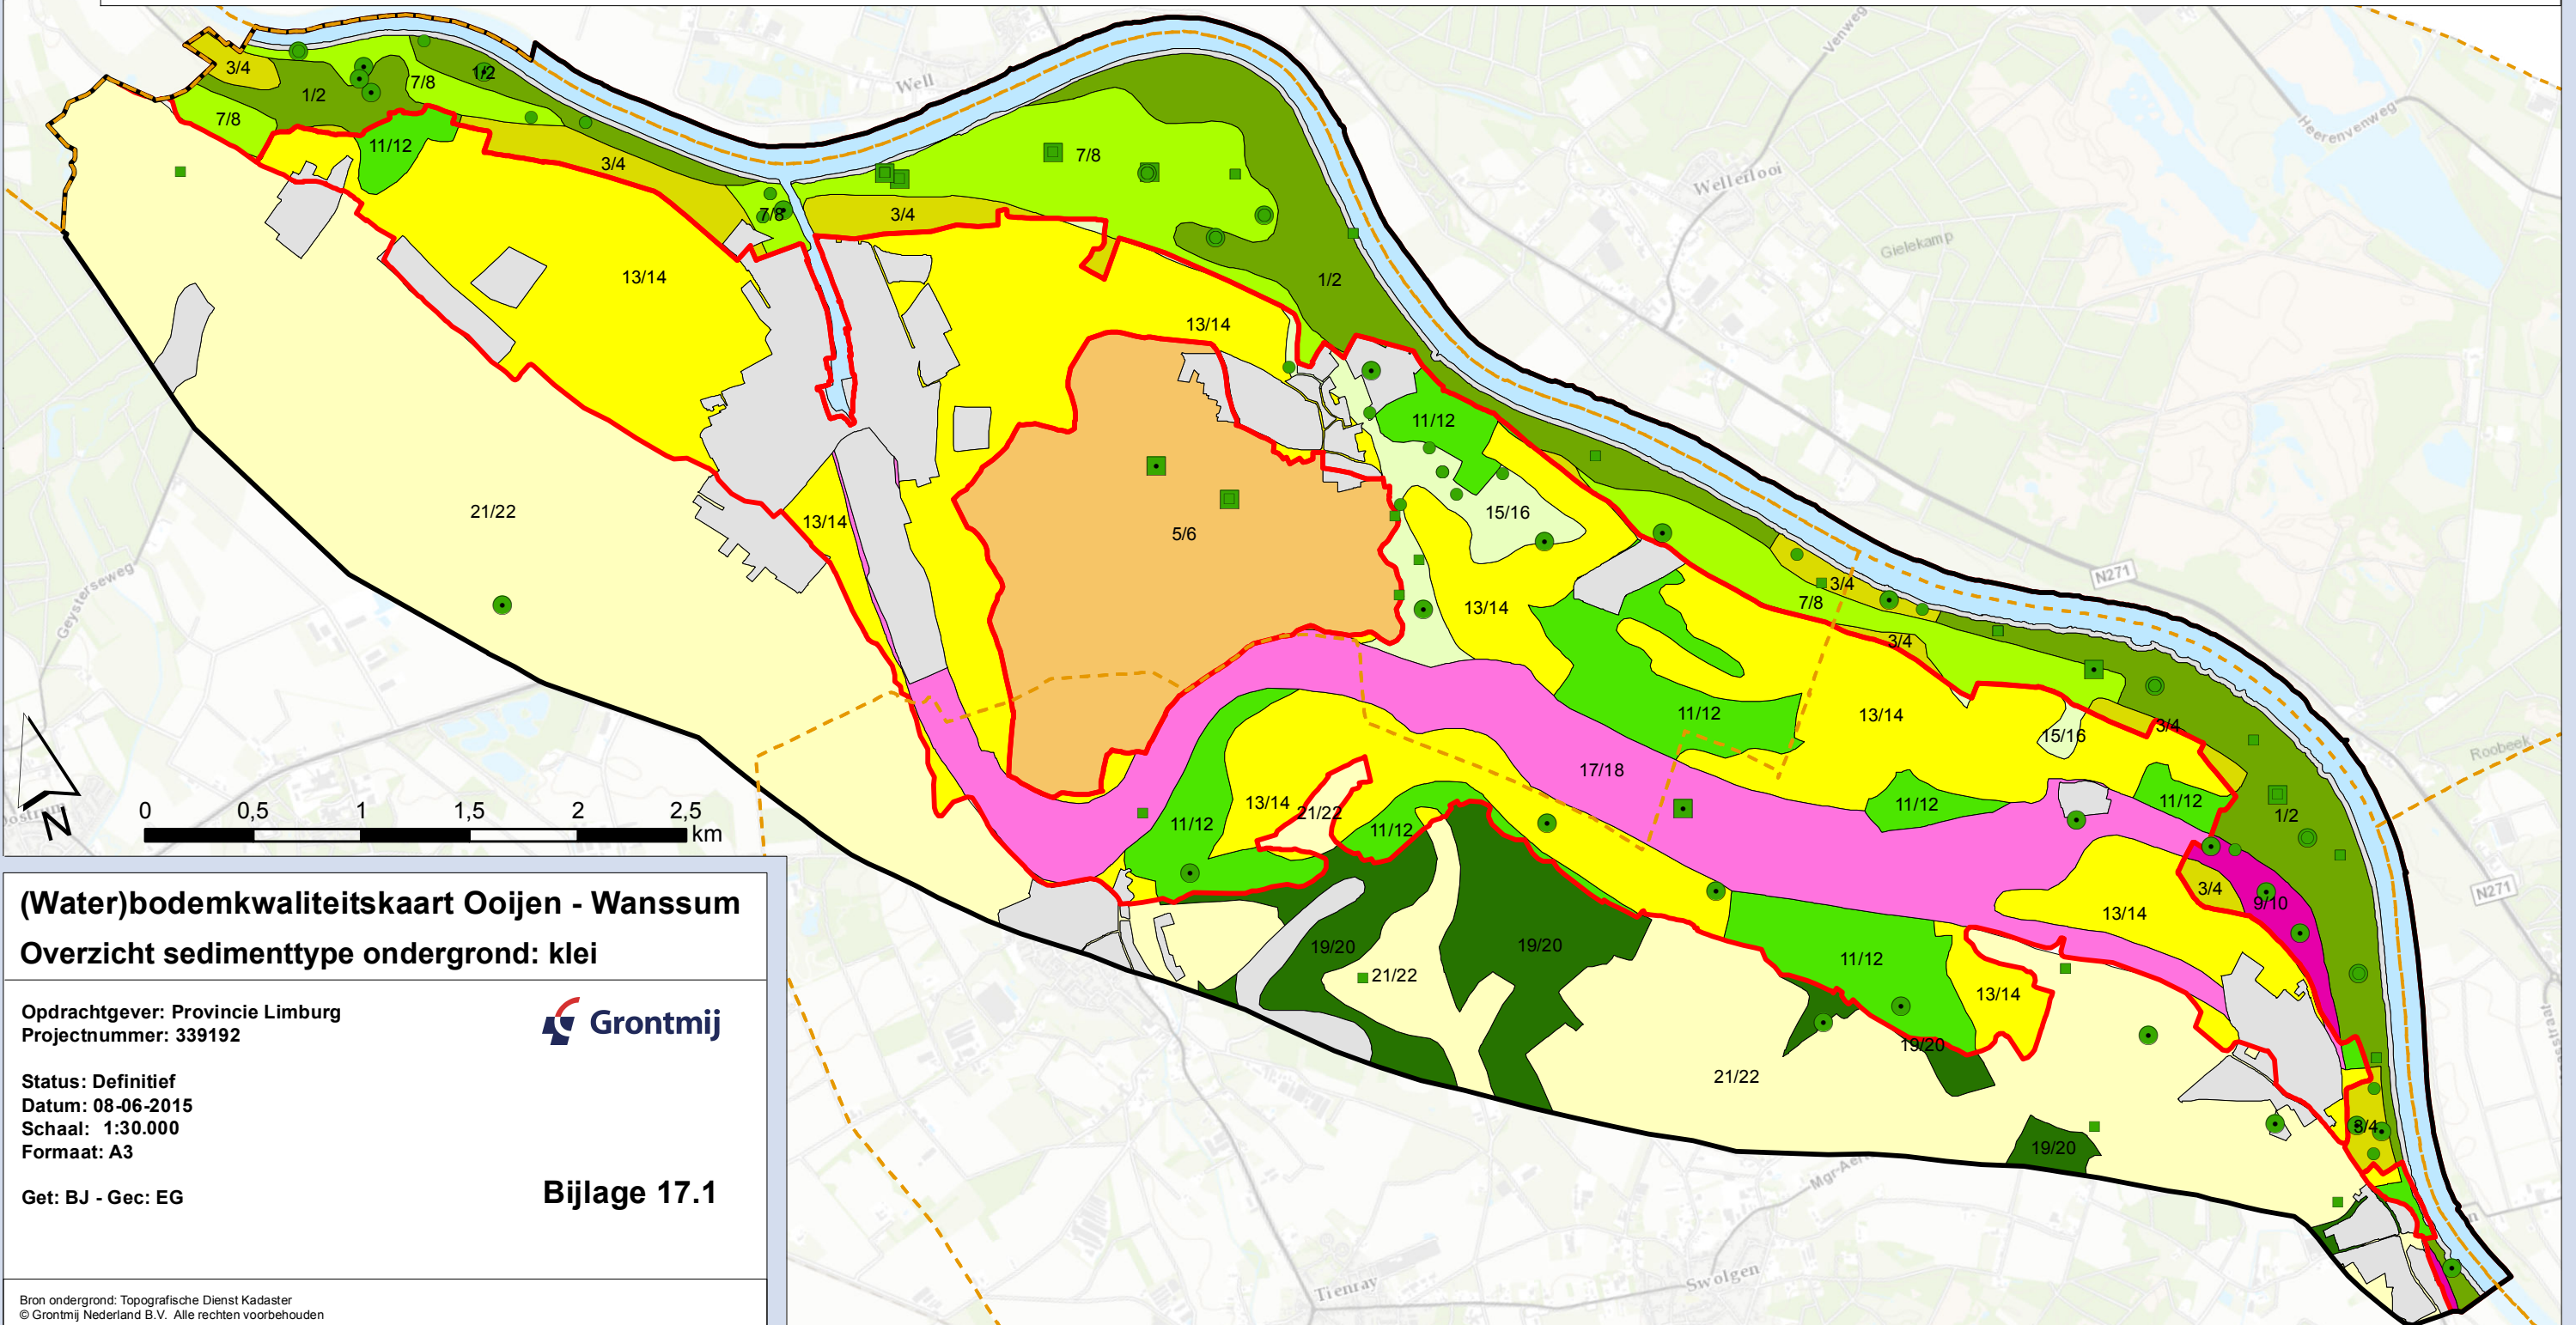 3/4
1/2
7/8
1/2
7/8
11/12
3/4
13/14
7/8
3/4
7/8
1/2
13/14
Well
Wellerlooi
Gielekamp
Venweg
Heerenvenweg
11/12
15/16
5/6
13/14
21/22
Geysterseweg
13/14
3/4
7/8
3/4
N271
11/12
13/14
15/16
3/4
Roobeek
17/18
11/12
11/12
1/2
13/14
21/22
11/12
11/12
3/4
9/10
N271
13/14
19/20
21/22
19/20
11/12
13/14
19/20
21/22
19/20
3/4
Tienray
Swolgen
0 0,5 1 1,5 2 2,5
km
N
(Water)bodemkwaliteitskaart Ooijen - Wanssum
Overzicht sedimenttype ondergrond: klei
Opdrachtgever: Provincie Limburg
Projectnummer: 339192
Grontmij
Status: Definitief
Datum: 08-06-2015
Schaal: 1:30.000
Formaat: A3
Get: BJ - Gec: EG
Bijlage 17.1
Bron ondergrond: Topografische Dienst Kadaster
© Grontmij Nederland B.V. Alle rechten voorbehouden